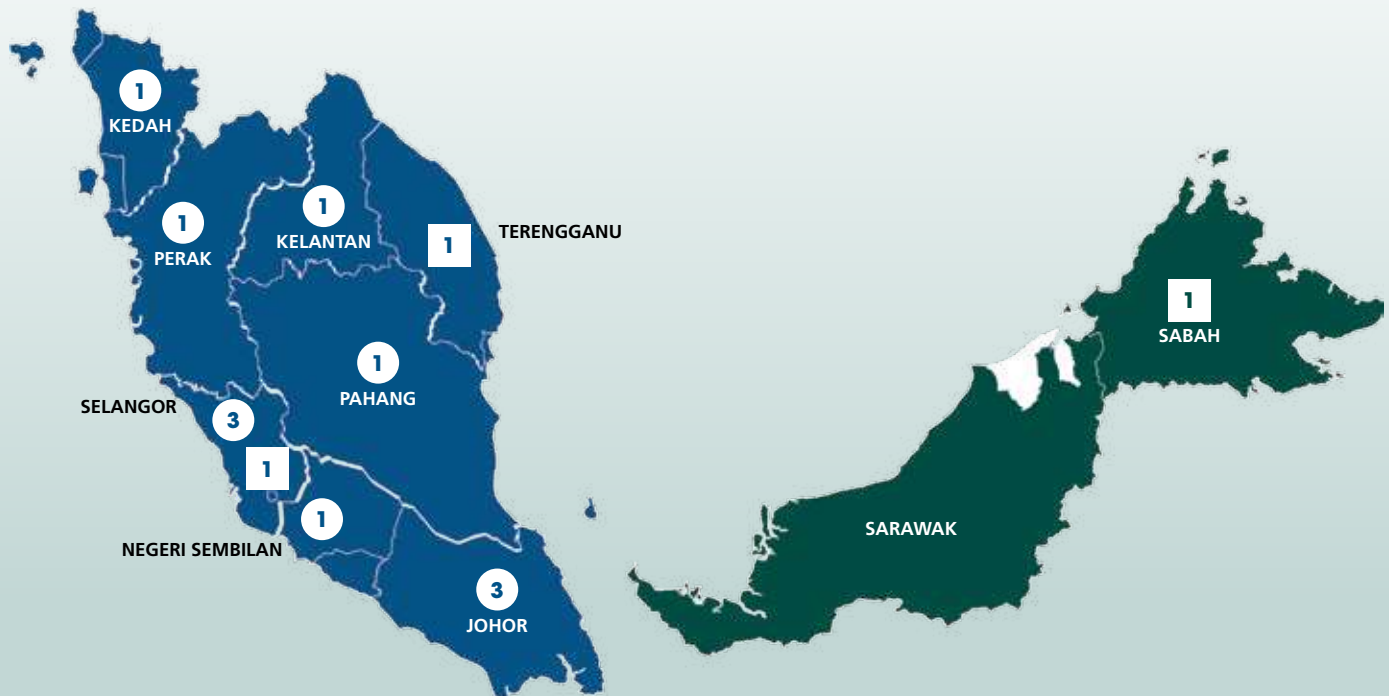 1
KEDAH
1
PERAK
1
KELANTAN
1
TERENGGANU
1
PAHANG
SELANGOR
3
1
1
NEGERI SEMBILAN
3
JOHOR
1
SABAH
SARAWAK